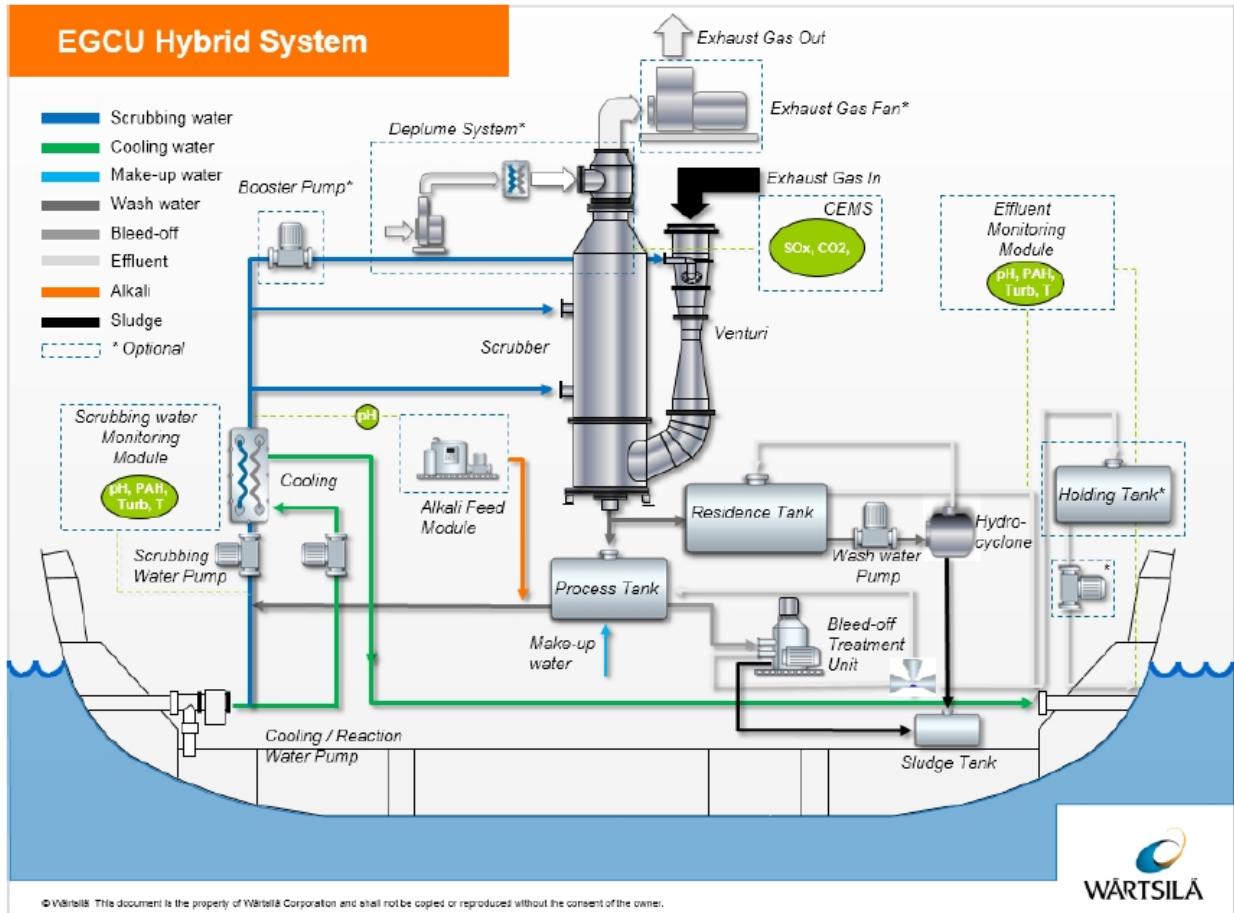 EGCU Hybrid System
Scrubbing water
Cooling water
Make-up water
Wash water
Bleed-off
Effluent
Alkali
Sludge
* Optional
Exhaust Gas Out
Exhaust Gas Fan*
Deplume System*
Booster Pump*
Exhaust Gas In
CEMS
SOx, CO2,
Effluent
Monitoring
Module
pH, PAH,
Turb, T
Scrubber
Venturi
Scrubbing water
Monitoring
Module
pH, PAH,
Turb, T
pH
Cooling
Alkali Feed
Module
Residence Tank
Holding Tank*
Hydro-
cyclone
Wash water
Pump
Scrubbing
Water Pump
Process Tank
*
Make-up
water
Bleed-off
Treatment
Unit
Cooling / Reaction
Water Pump
Sludge Tank
WÄRTSILÄ
© Wärtsilä This document is the property of Wärtsilä Corporation and shall not be copied or reproduced without the consent of the owner.